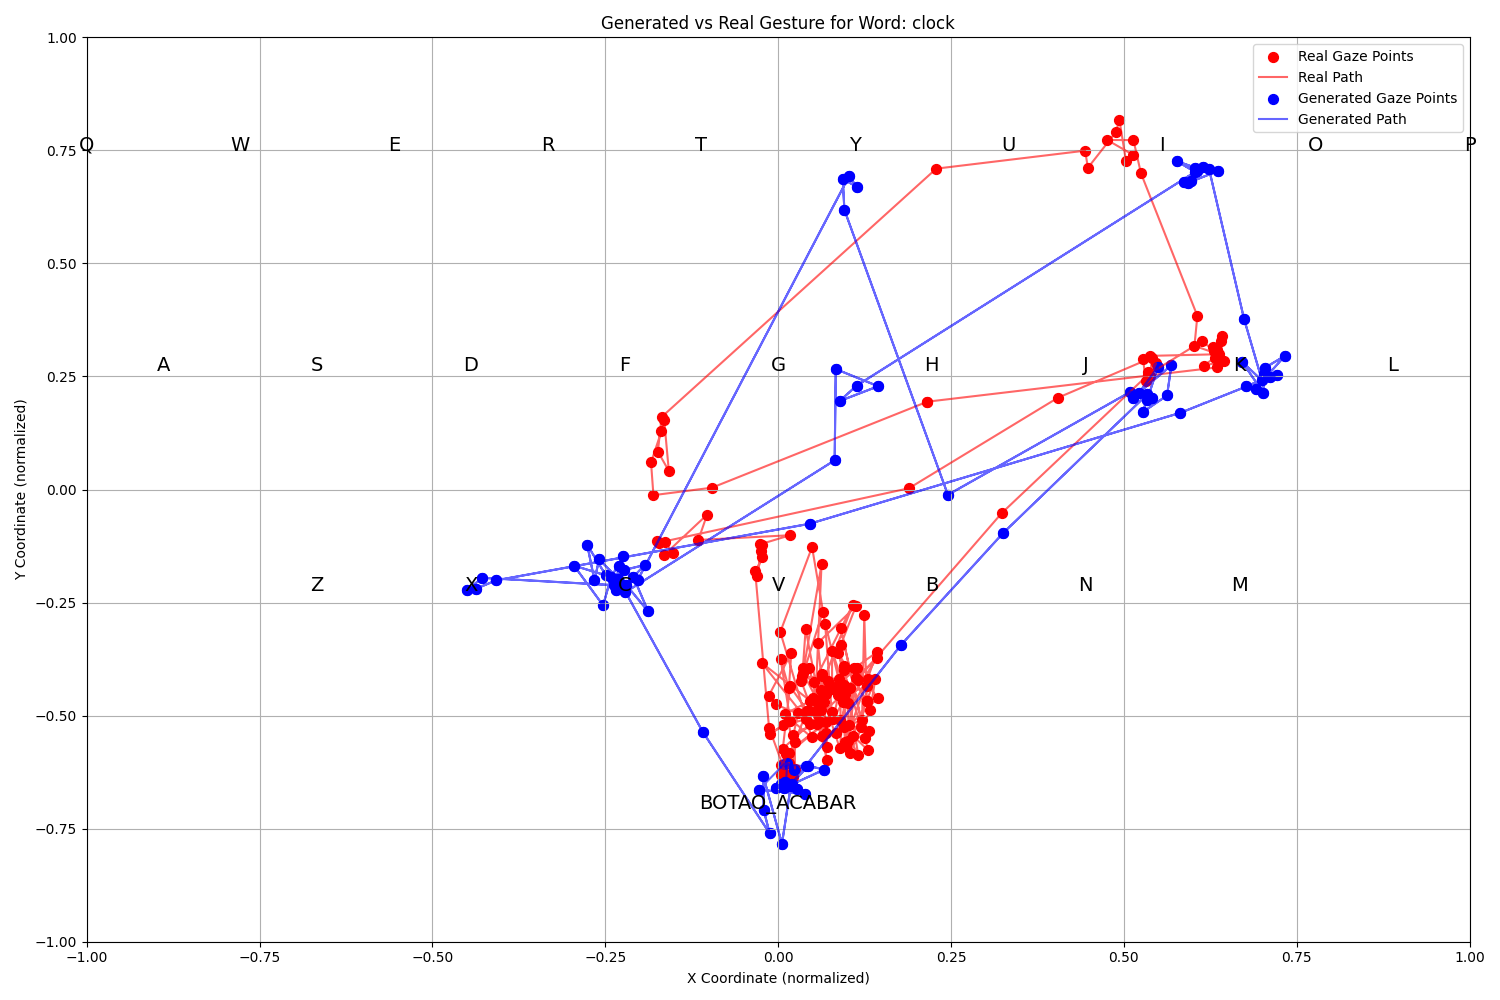 Generated vs Real Gesture for Word: clock
Real Gaze Points
Real Path
Generated Gaze Points
Generated Path
1.00
0.75
0.50
0.25
0.00
−0.25
−0.50
−0.75
−1.00
Y Coordinate (normalized)
Q W E R T Y U I O P
A S D F G H J K L
Z X C V B N M
BOTAO_ACABAR
−1.00 −0.75 −0.50 −0.25 0.00 0.25 0.50 0.75 1.00
X Coordinate (normalized)